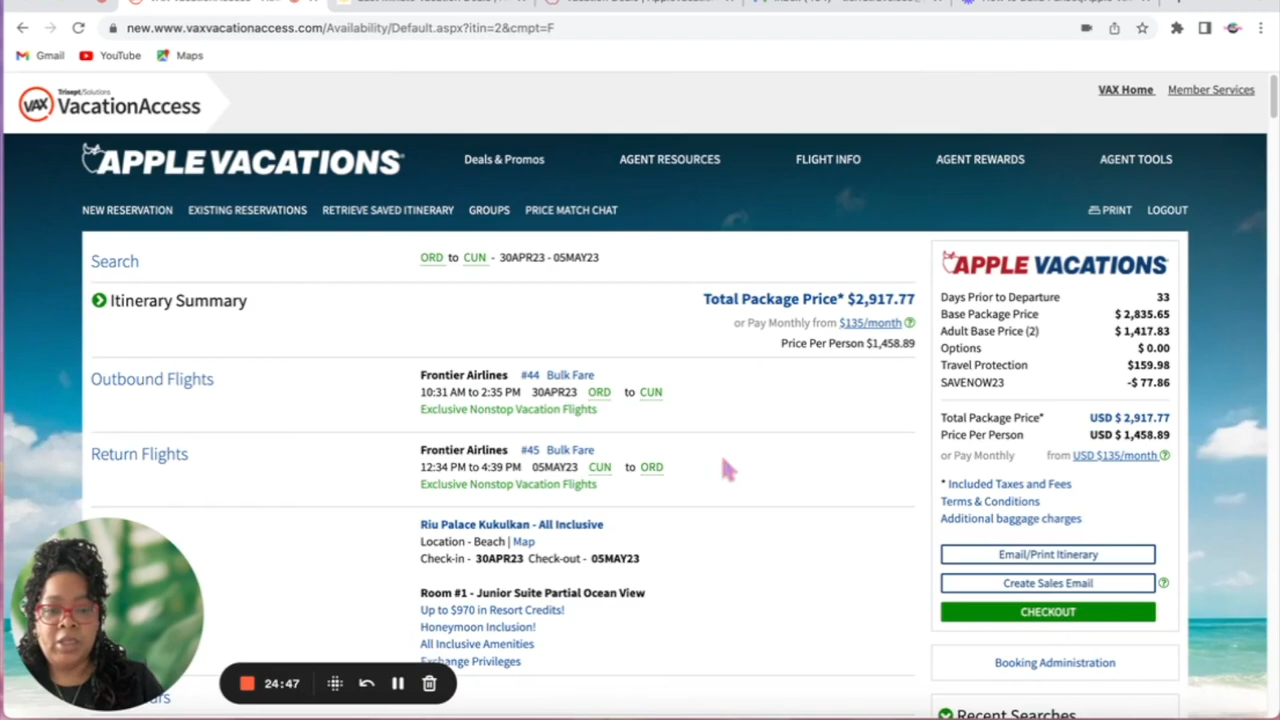 new.www.vaxvacationaccess.com/Availability/Default.aspx?itin=2&cmpt=F
Gmail YouTube Maps
Trisept/Solutions
VAX VacationAccess
VAX Home Member Services
APPLE VACATIONS
Deals & Promos AGENT RESOURCES FLIGHT INFO AGENT REWARDS AGENT TOOLS
NEW RESERVATION EXISTING RESERVATIONS RETRIEVE SAVED ITINERARY GROUPS PRICE MATCH CHAT PRINT LOGOUT
Search ORD to CUN - 30APR23 - 05MAY23
Itinerary Summary Total Package Price* $2,917.77
or Pay Monthly from $135/month ?
Price Per Person $1,458.89
Outbound Flights Frontier Airlines #44 Bulk Fare
10:31 AM to 2:35 PM 30APR23 ORD to CUN
Exclusive Nonstop Vacation Flights
Return Flights Frontier Airlines #45 Bulk Fare
12:34 PM to 4:39 PM 05MAY23 CUN to ORD
Exclusive Nonstop Vacation Flights
Riu Palace Kukulkan - All Inclusive
Location - Beach | Map
Check-in - 30APR23 Check-out - 05MAY23
Room #1 - Junior Suite Partial Ocean View
Up to $970 in Resort Credits!
Honeymoon Inclusion!
All Inclusive Amenities
Exchange Privileges
24:47
APPLE VACATIONS
Days Prior to Departure 33
Base Package Price $ 2,835.65
Adult Base Price (2) $ 1,417.83
Options $ 0.00
Travel Protection $159.98
SAVENOW23 -$ 77.86
Total Package Price* USD $ 2,917.77
Price Per Person USD $ 1,458.89
or Pay Monthly from USD $135/month ?
* Included Taxes and Fees
Terms & Conditions
Additional baggage charges
Email/Print Itinerary
Create Sales Email ?
CHECKOUT
Booking Administration
Recent Searches